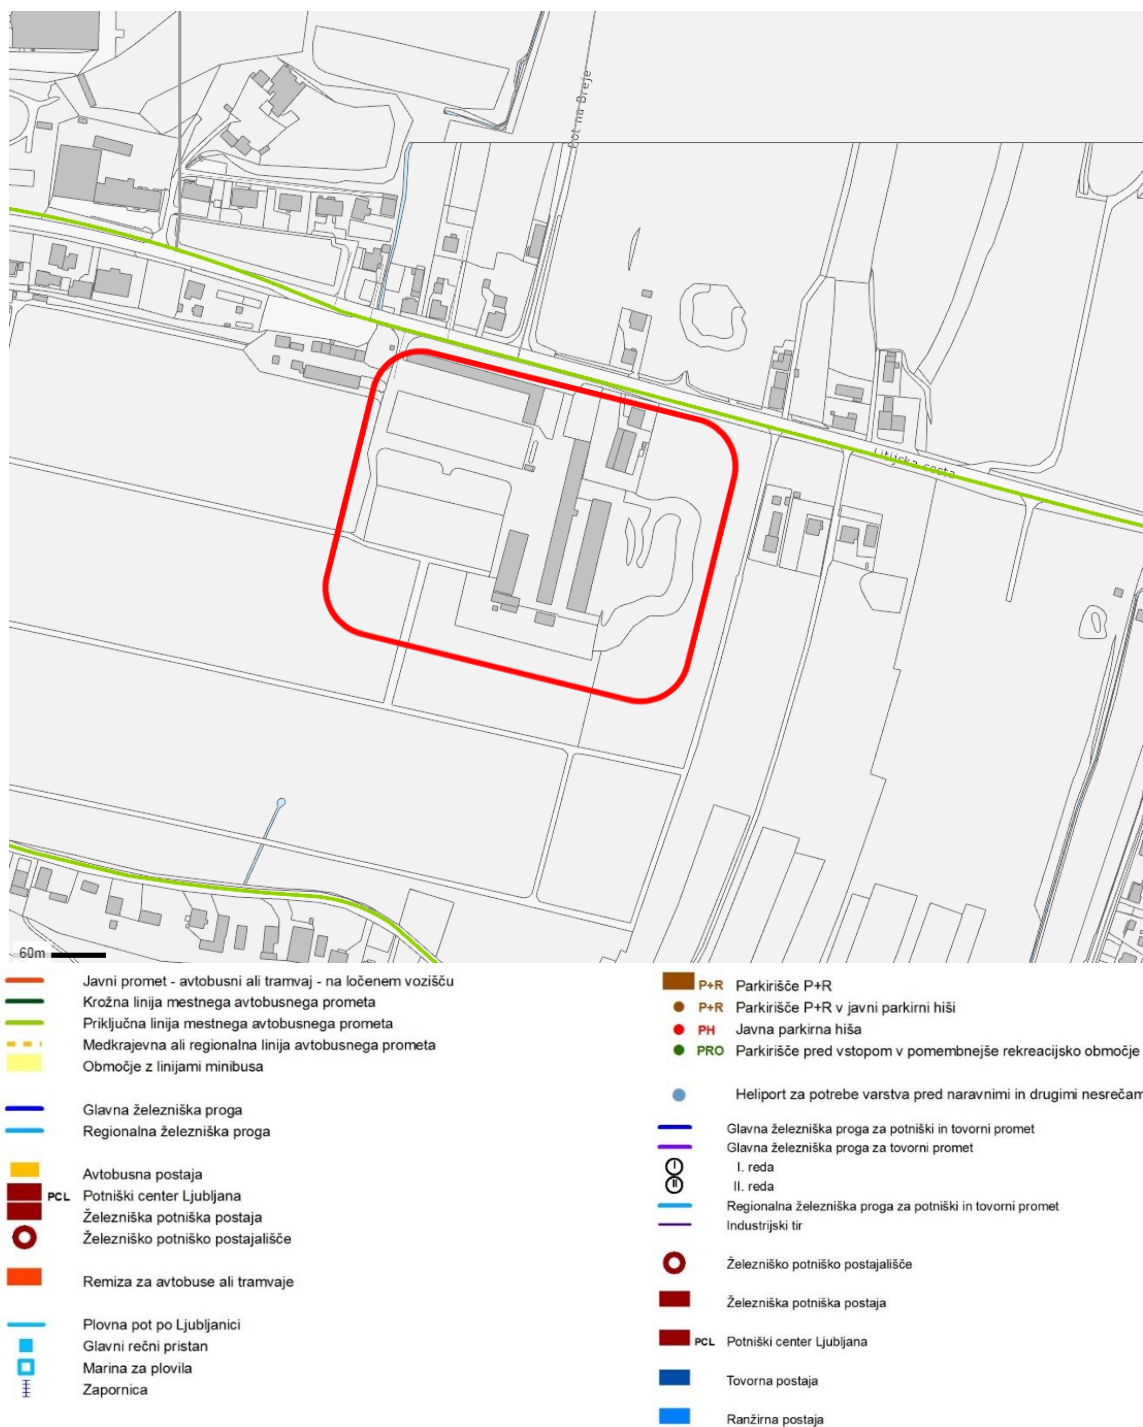 Pot na Breje
Litijska cesta
60m
Javni promet - avtobusni ali tramvaj - na ločenem vozišču
Krožna linija mestnega avtobusnega prometa
Priključna linija mestnega avtobusnega prometa
Medkrajevna ali regionalna linija avtobusnega prometa
Območje z linijami minibusa
Glavna železniška proga
Regionalna železniška proga
Avtobusna postaja
PCL Potniški center Ljubljana
Železniška potniška postaja
Železniško potniško postajališče
Remiza za avtobuse ali tramvaje
Plovna pot po Ljubljanici
Glavni rečni pristan
Marina za plovila
Zapornica
P+R Parkirišče P+R
P+R Parkirišče P+R v javni parkirni hiši
PH Javna parkirna hiša
PRO Parkirišče pred vstopom v pomembnejše rekreacijsko območje
Heliport za potrebe varstva pred naravnimi in drugimi nesrečam
Glavna železniška proga za potniški in tovorni promet
Glavna železniška proga za tovorni promet
I I. reda
II II. reda
Regionalna železniška proga za potniški in tovorni promet
Industrijski tir
Železniško potniško postajališče
Železniška potniška postaja
PCL Potniški center Ljubljana
Tovorna postaja
Ranžirna postaja